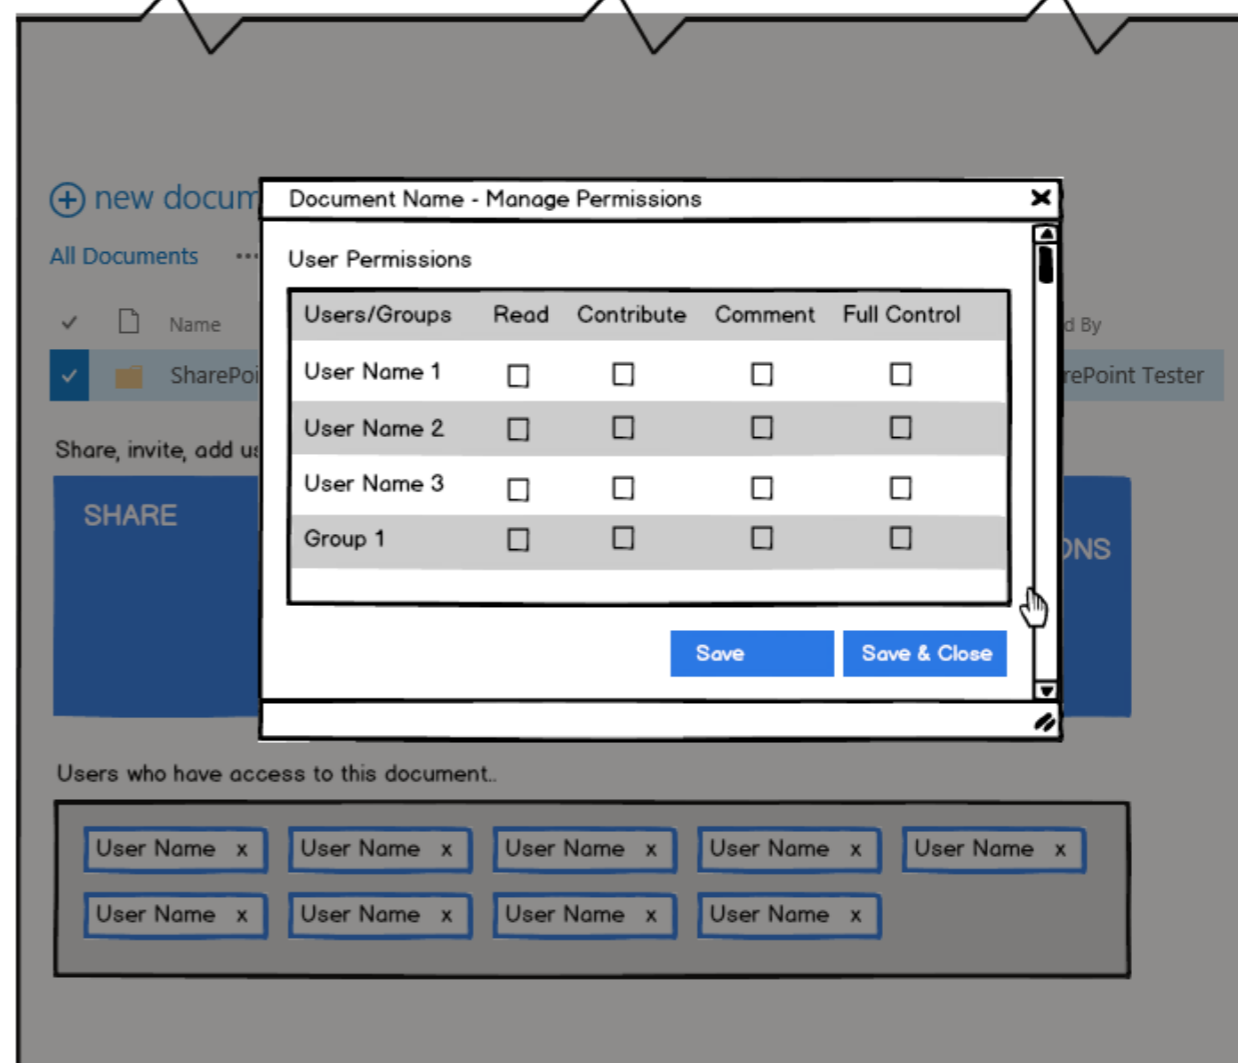 new docum
Document Name - Manage Permissions
All Documents ...
User Permissions
Users/Groups Read Contribute Comment Full Control
Name
d By
User Name 1
SharePoi
rePoint Tester
User Name 2
Share, invite, add us
User Name 3
SHARE
Group 1
ONS
Save Save & Close
Users who have access to this document..
User Name x User Name x User Name x User Name x User Name x
User Name x User Name x User Name x User Name x